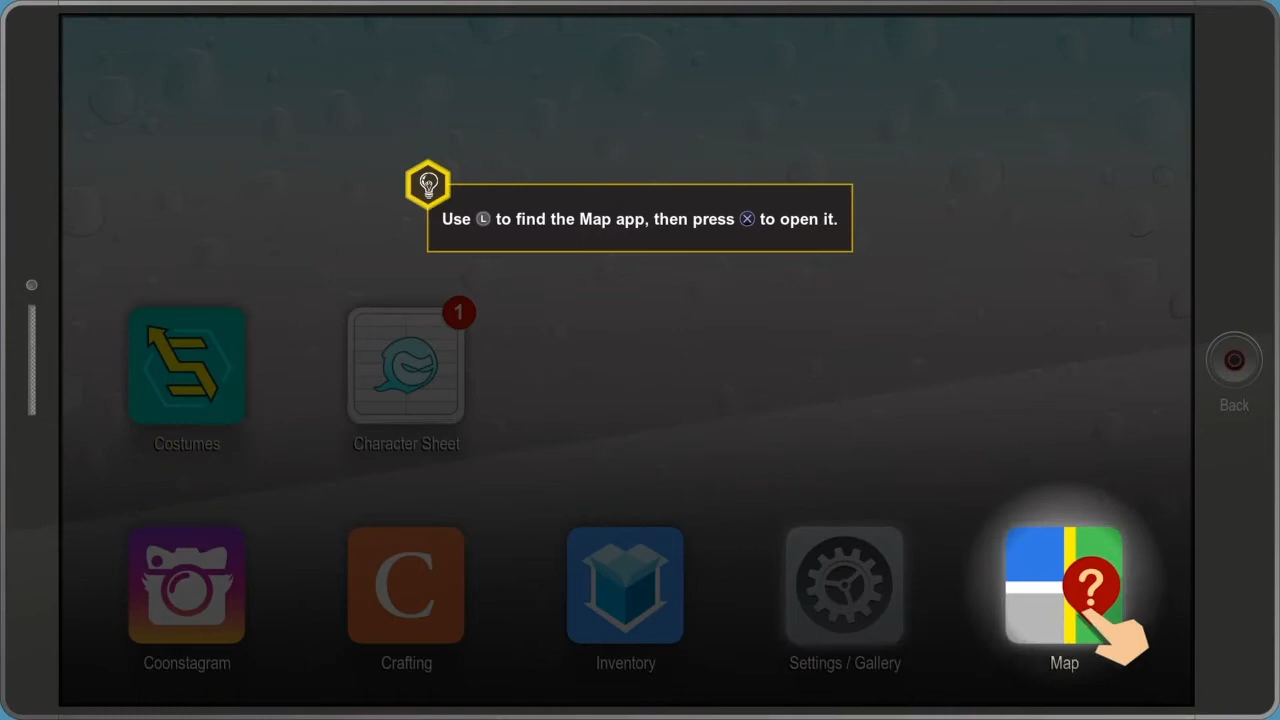 Use L to find the Map app, then press X to open it.
1
Costumes
Character Sheet
Back
C
?
Coonstagram
Crafting
Inventory
Settings / Gallery
Map